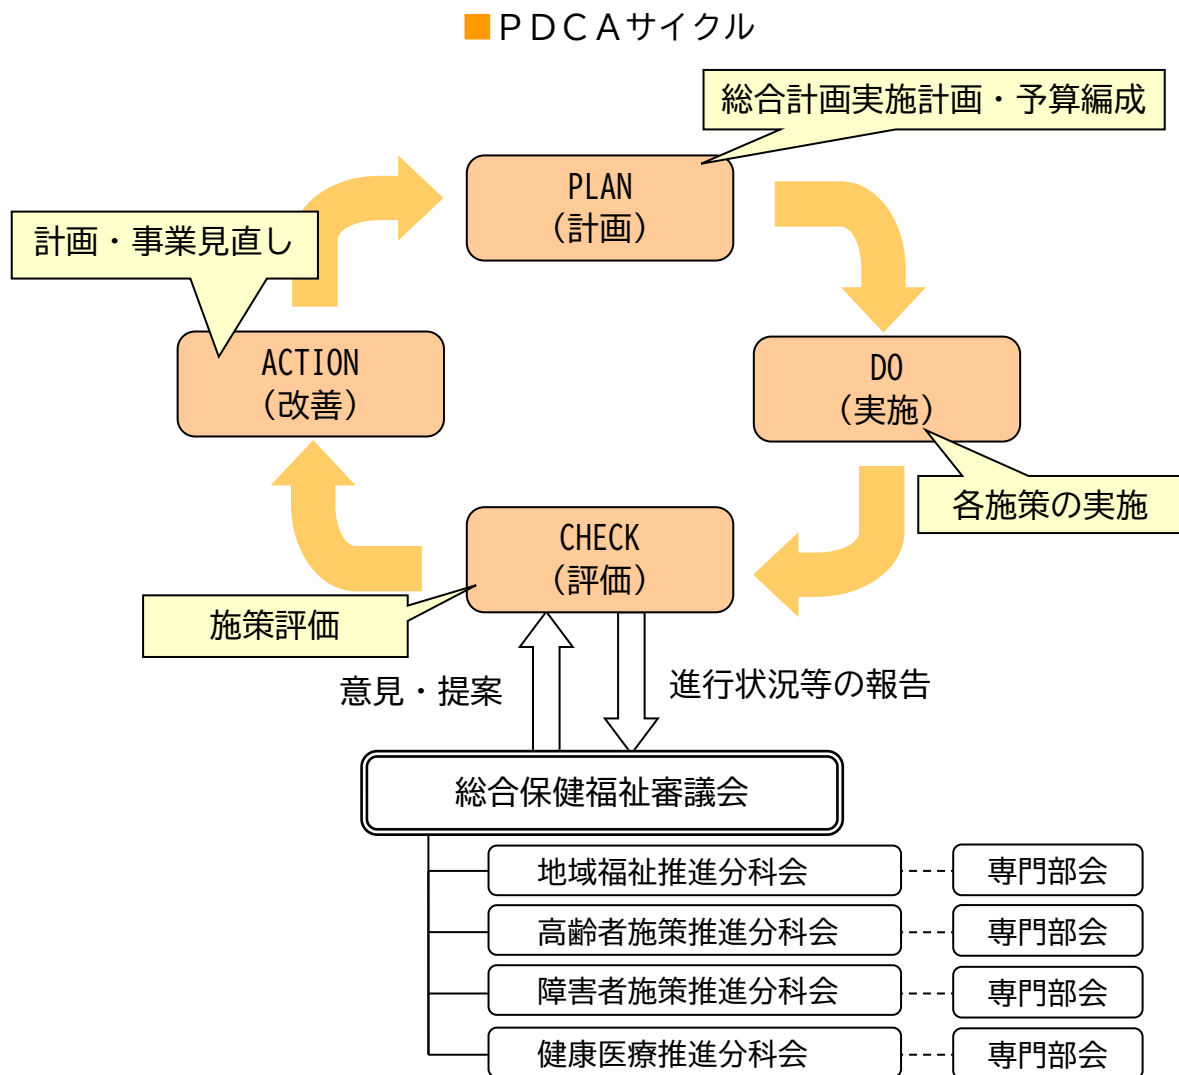 ■ＰＤＣＡサイクル
総合計画実施計画・予算編成
PLAN
（計画）
計画・事業見直し
ACTION
（改善）
DO
（実施）
各施策の実施
CHECK
（評価）
施策評価
意見・提案
進行状況等の報告
総合保健福祉審議会
地域福祉推進分科会
専門部会
高齢者施策推進分科会
専門部会
障害者施策推進分科会
専門部会
健康医療推進分科会
専門部会